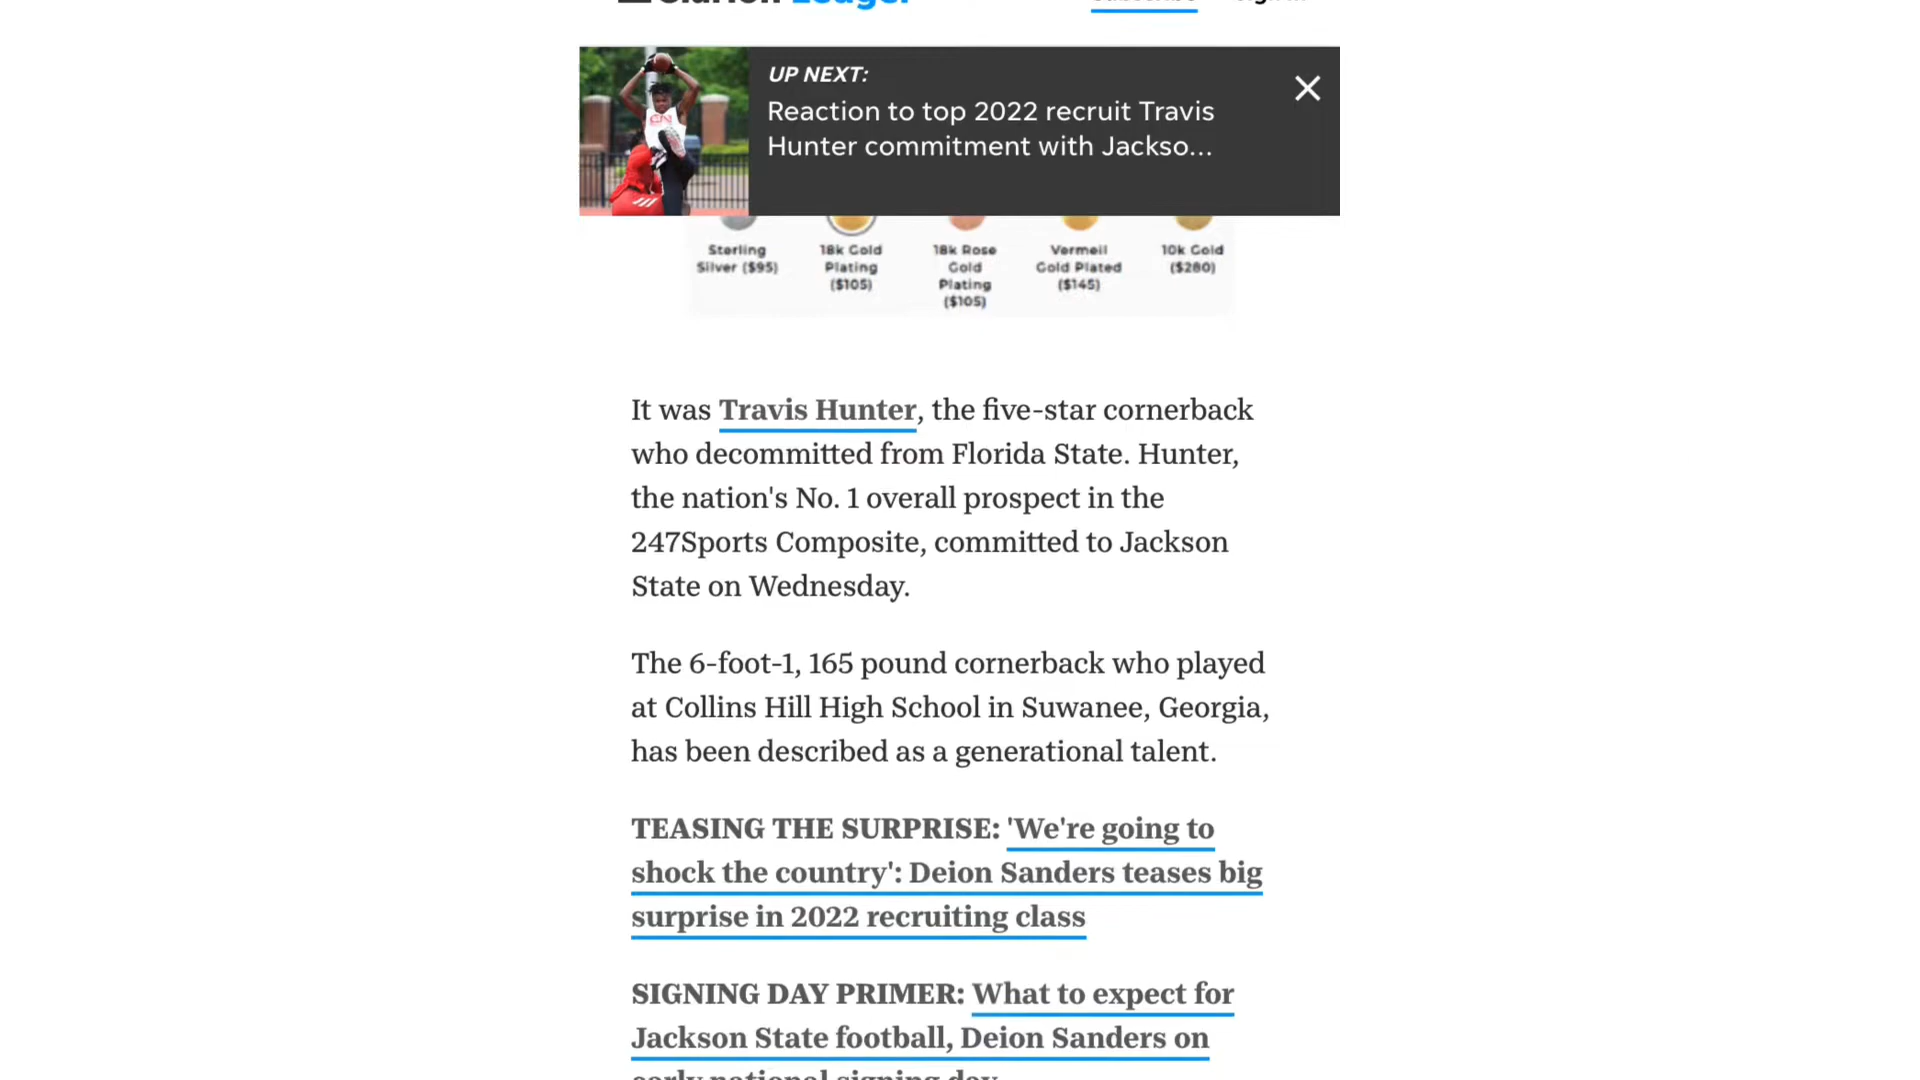 Clarion Ledger
UP NEXT:
Reaction to top 2022 recruit Travis
Hunter commitment with Jackso...
Sterling
Silver ($95)
18k Gold
Plating
($105)
18k Rose
Gold
Plating
($105)
Vermeil
Gold Plated
($145)
10k Gold
($280)
It was Travis Hunter, the five-star cornerback
who decommitted from Florida State. Hunter,
the nation's No. 1 overall prospect in the
247Sports Composite, committed to Jackson
State on Wednesday.
The 6-foot-1, 165 pound cornerback who played
at Collins Hill High School in Suwanee, Georgia,
has been described as a generational talent.
TEASING THE SURPRISE: 'We're going to
shock the country': Deion Sanders teases big
surprise in 2022 recruiting class
SIGNING DAY PRIMER: What to expect for
Jackson State football, Deion Sanders on
early national signing day